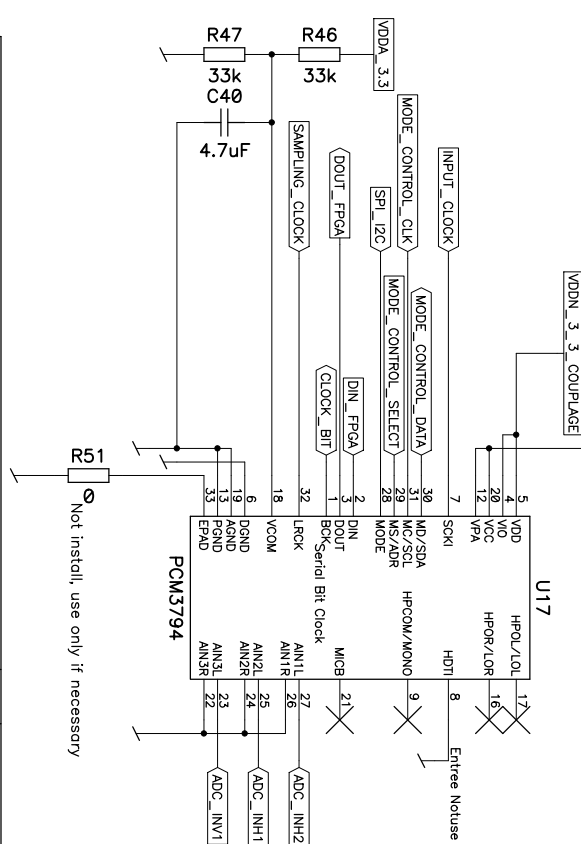 R47
33k
R46
33k
VDDA_3.3
C40
4.7uF
SAMPLING_CLOCK
DOUT_FPGA
SPI_I2C
MODE_CONTROL_CLK
INPUT_CLOCK
MODE_CONTROL_SELECT
MODE_CONTROL_DATA
CLOCK_BIT
DIN_FPGA
VDDN_3_3_COUPLAGE
R51
0
Not install, use only if necessary
33
13
19
6
18
32
1
3
2
28
29
31
30
7
12
20
4
5
EPAD
PGND
AGND
DGND
VCOM
LRCK
BCK
DOUT
DIN
MODE
MS/ADR
MC/SCL
MD/SDA
SCKI
VPA
VCC
VIO
VDD
U17
PCM3794
Serial Bit Clock
AIN3R
AIN3L
AIN2R
AIN2L
AIN1R
AIN1L
MICB
HPCOM/MONO
HDTI
HPOR/LOR
HPOL/LOL
22
23
24
25
26
27
21
9
8
16
17
Entree Notuse
ADC_INV1
ADC_INH1
ADC_INH2